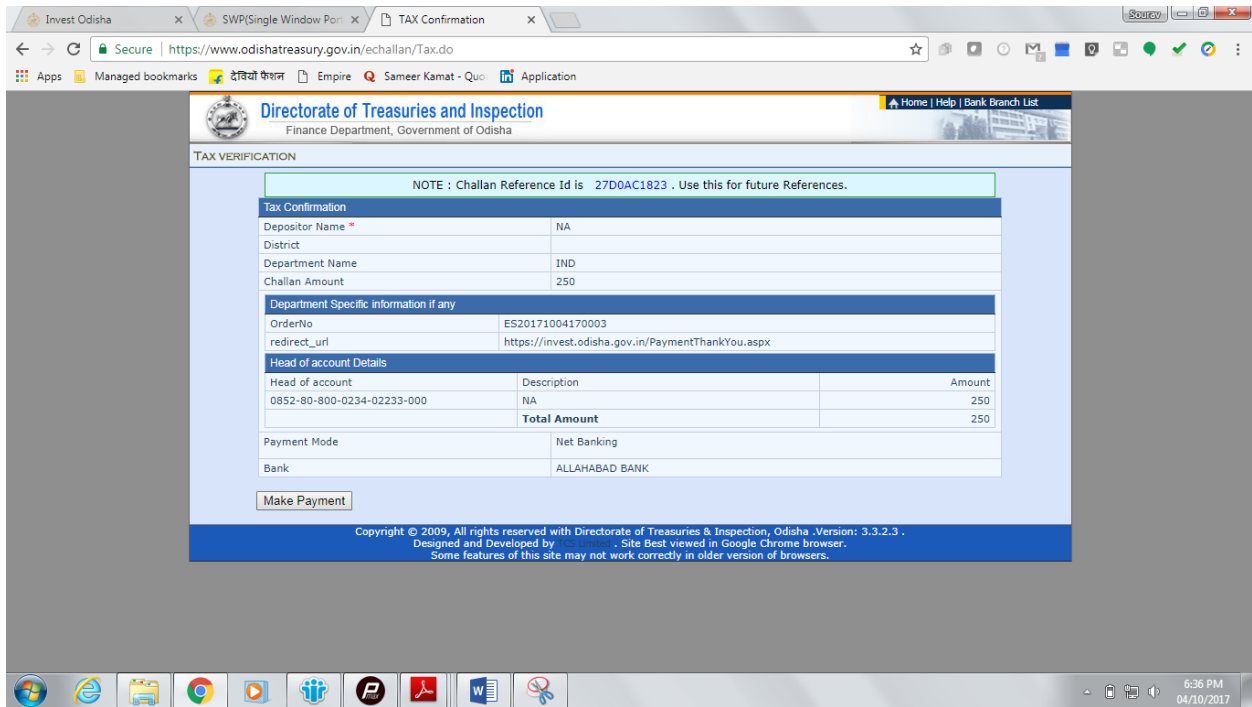 Invest Odisha
SWP(Single Window Port
TAX Confirmation
Sourav
Secure | https://www.odishatreasury.gov.in/echallan/Tax.do
Apps Managed bookmarks देवियों फैशन Empire Sameer Kamat - Quo Application
Directorate of Treasuries and Inspection
Finance Department, Government of Odisha
Home | Help | Bank Branch List
TAX VERIFICATION
NOTE : Challan Reference Id is 27D0AC1823 . Use this for future References.
Tax Confirmation
Depositor Name * NA
District
Department Name IND
Challan Amount 250
Department Specific information if any
OrderNo ES20171004170003
redirect_url https://invest.odisha.gov.in/PaymentThankYou.aspx
Head of account Details
Head of account Description Amount
0852-80-800-0234-02233-000 NA 250
Total Amount 250
Payment Mode Net Banking
Bank ALLAHABAD BANK
Make Payment
Copyright © 2009, All rights reserved with Directorate of Treasuries & Inspection, Odisha .Version: 3.3.2.3 .
Designed and Developed by TCS Limited . Site Best viewed in Google Chrome browser.
Some features of this site may not work correctly in older version of browsers.
6:36 PM
04/10/2017